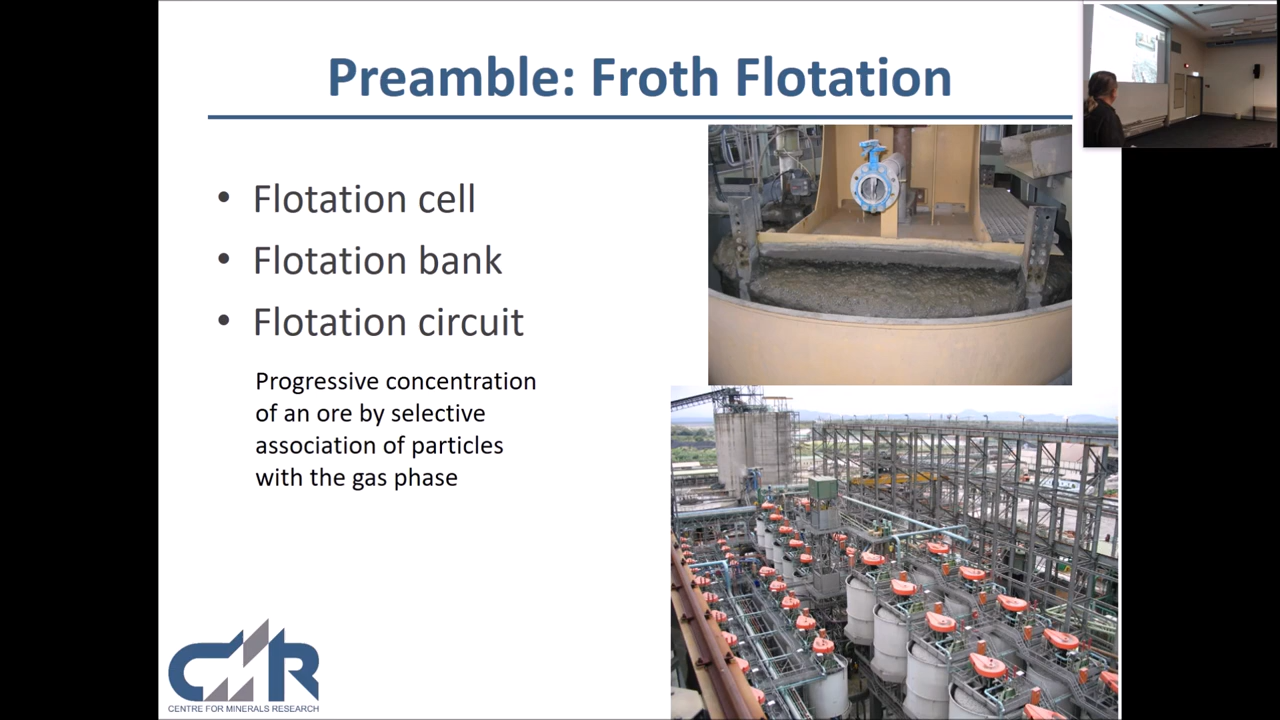 Preamble: Froth Flotation
• Flotation cell
• Flotation bank
• Flotation circuit
Progressive concentration
of an ore by selective
association of particles
with the gas phase
CMR
CENTRE FOR MINERALS RESEARCH